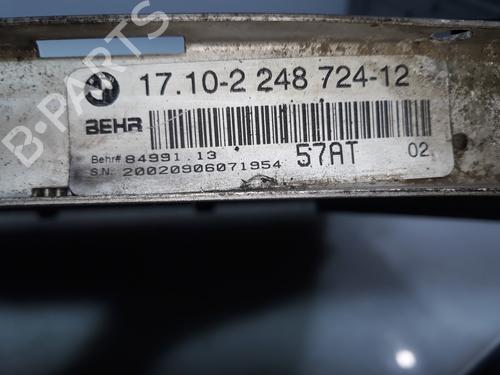 17.10-2 248 724-12
BEHR
Behr# 84991.13
57AT
02
S.N. 20020906071954
B-PARTS